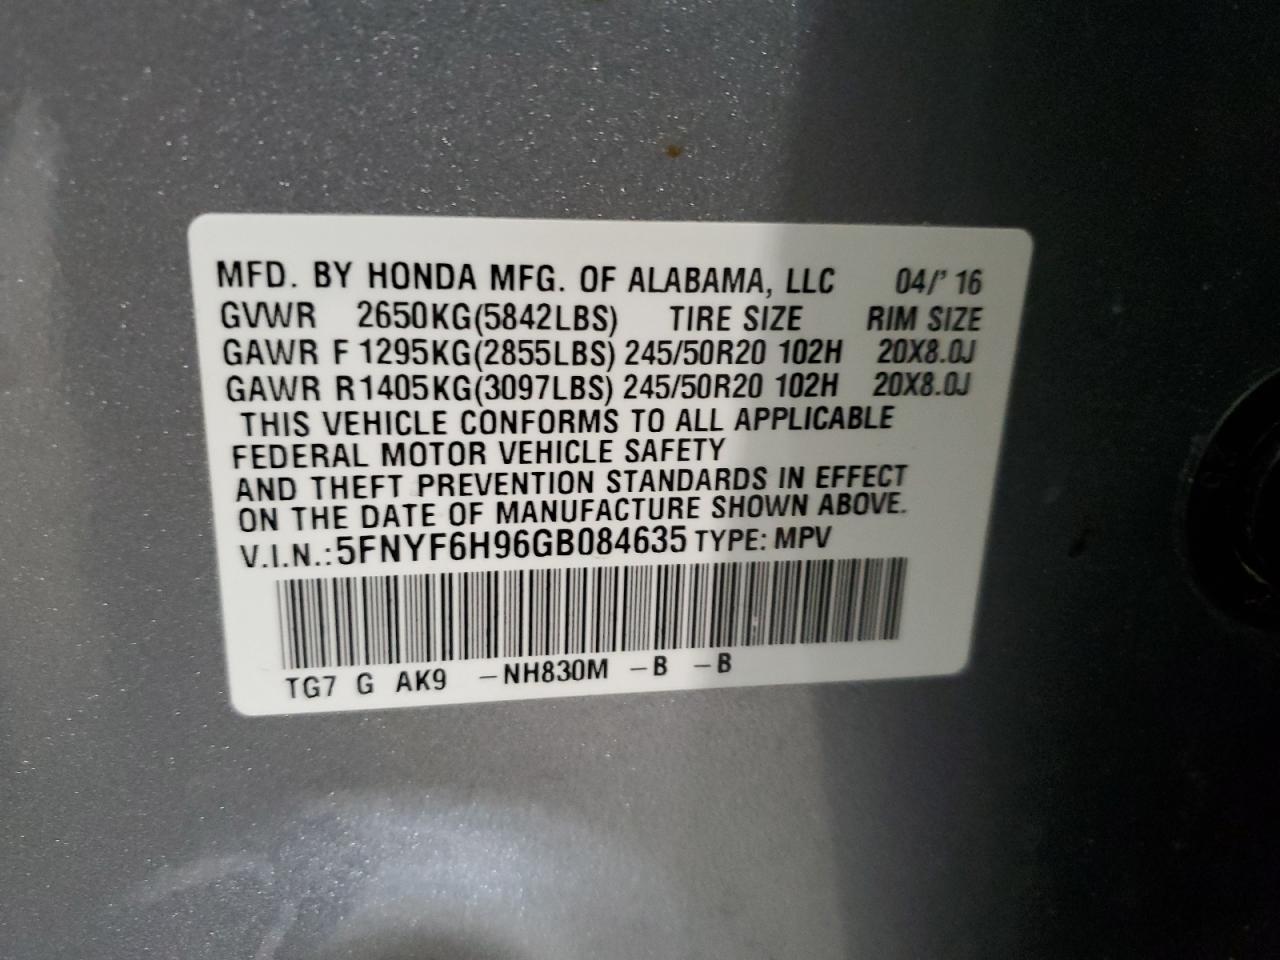 MFD. BY HONDA MFG. OF ALABAMA, LLC 04/' 16
GVWR 2650KG(5842LBS) TIRE SIZE RIM SIZE
GAWR F 1295KG(2855LBS) 245/50R20 102H 20X8.0J
GAWR R 1405KG(3097LBS) 245/50R20 102H 20X8.0J
THIS VEHICLE CONFORMS TO ALL APPLICABLE
FEDERAL MOTOR VEHICLE SAFETY
AND THEFT PREVENTION STANDARDS IN EFFECT
ON THE DATE OF MANUFACTURE SHOWN ABOVE.
V.I.N.: 5FNYF6H96GB084635 TYPE: MPV
TG7 G AK9 –NH830M –B –B